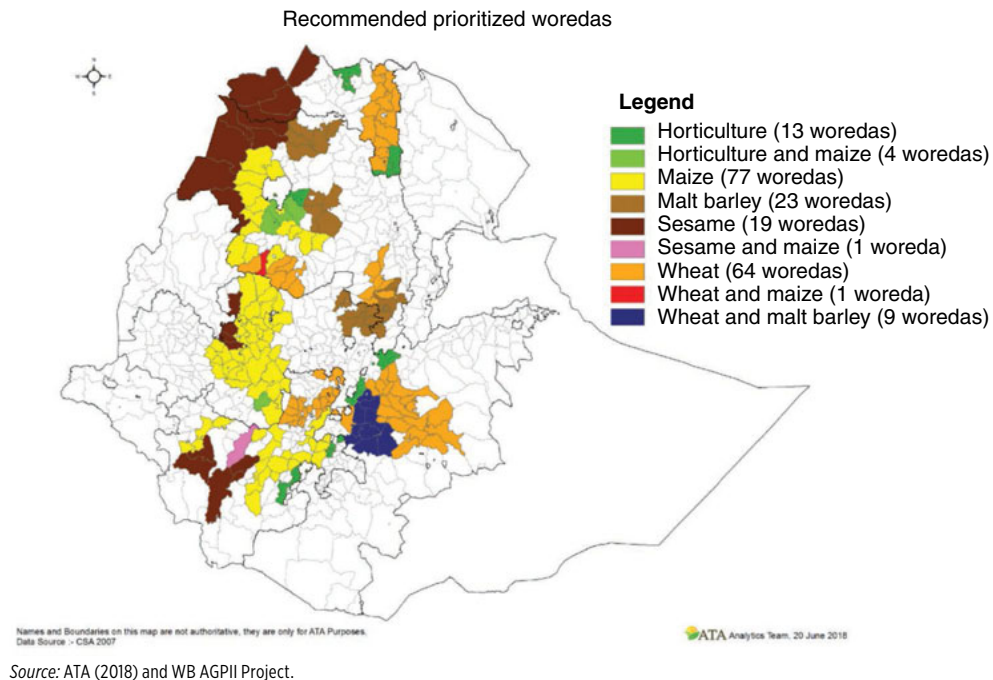 Recommended prioritized woredas
N
W
E
S
Legend
Horticulture (13 woredas)
Horticulture and maize (4 woredas)
Maize (77 woredas)
Malt barley (23 woredas)
Sesame (19 woredas)
Sesame and maize (1 woreda)
Wheat (64 woredas)
Wheat and maize (1 woreda)
Wheat and malt barley (9 woredas)
Names and Boundaries on this map are not authoritative, they are only for ATA Purposes.
Data Source :- CSA 2007
ATA Analytics Team, 20 June 2018
Source: ATA (2018) and WB AGPII Project.